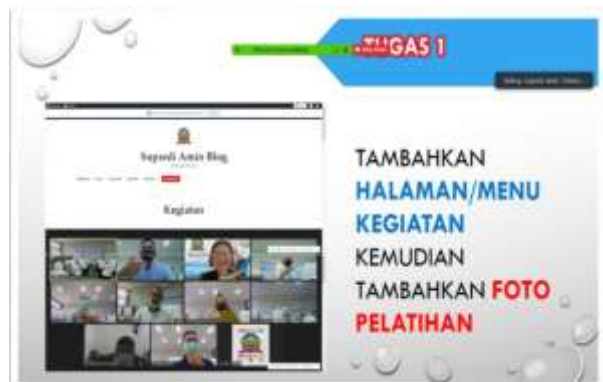 TUGAS 1
Supardi Amin Blog
Kegiatan
TAMBAHKAN
HALAMAN/MENU
KEGIATAN
KEMUDIAN
TAMBAHKAN FOTO
PELATIHAN